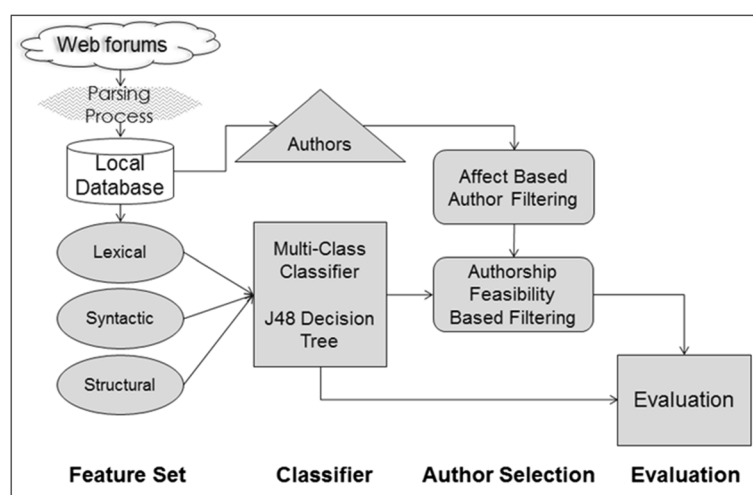 Web forums
Parsing
Process
Local
Database
Authors
Affect Based
Author Filtering
Lexical
Syntactic
Structural
Multi-Class
Classifier
J48 Decision
Tree
Authorship
Feasibility
Based Filtering
Evaluation
Feature Set
Classifier
Author Selection
Evaluation